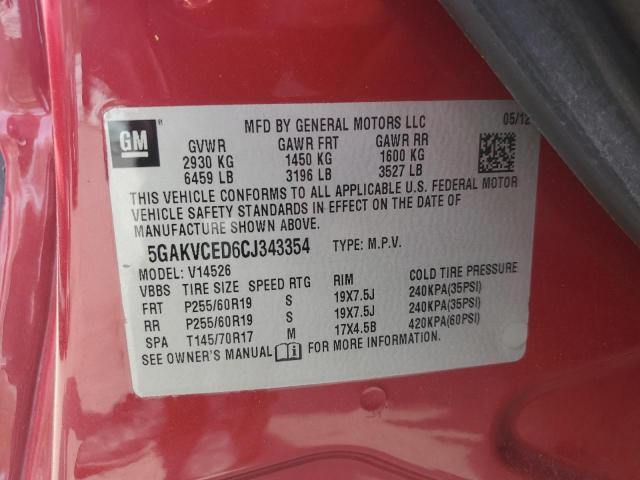 GM
MFD BY GENERAL MOTORS LLC 05/12
GVWR GAWR FRT GAWR RR
2930 KG 1450 KG 1600 KG
6459 LB 3196 LB 3527 LB
THIS VEHICLE CONFORMS TO ALL APPLICABLE U.S. FEDERAL MOTOR
VEHICLE SAFETY STANDARDS IN EFFECT ON THE DATE OF
MANUFACTURE SHOWN ABOVE.
5GAKVCED6CJ343354 TYPE: M.P.V.
MODEL: V14526
VBBS TIRE SIZE SPEED RTG RIM COLD TIRE PRESSURE
FRT P255/60R19 S 19X7.5J 240KPA(35PSI)
RR P255/60R19 S 19X7.5J 240KPA(35PSI)
SPA T145/70R17 M 17X4.5B 420KPA(60PSI)
SEE OWNER'S MANUAL FOR MORE INFORMATION.